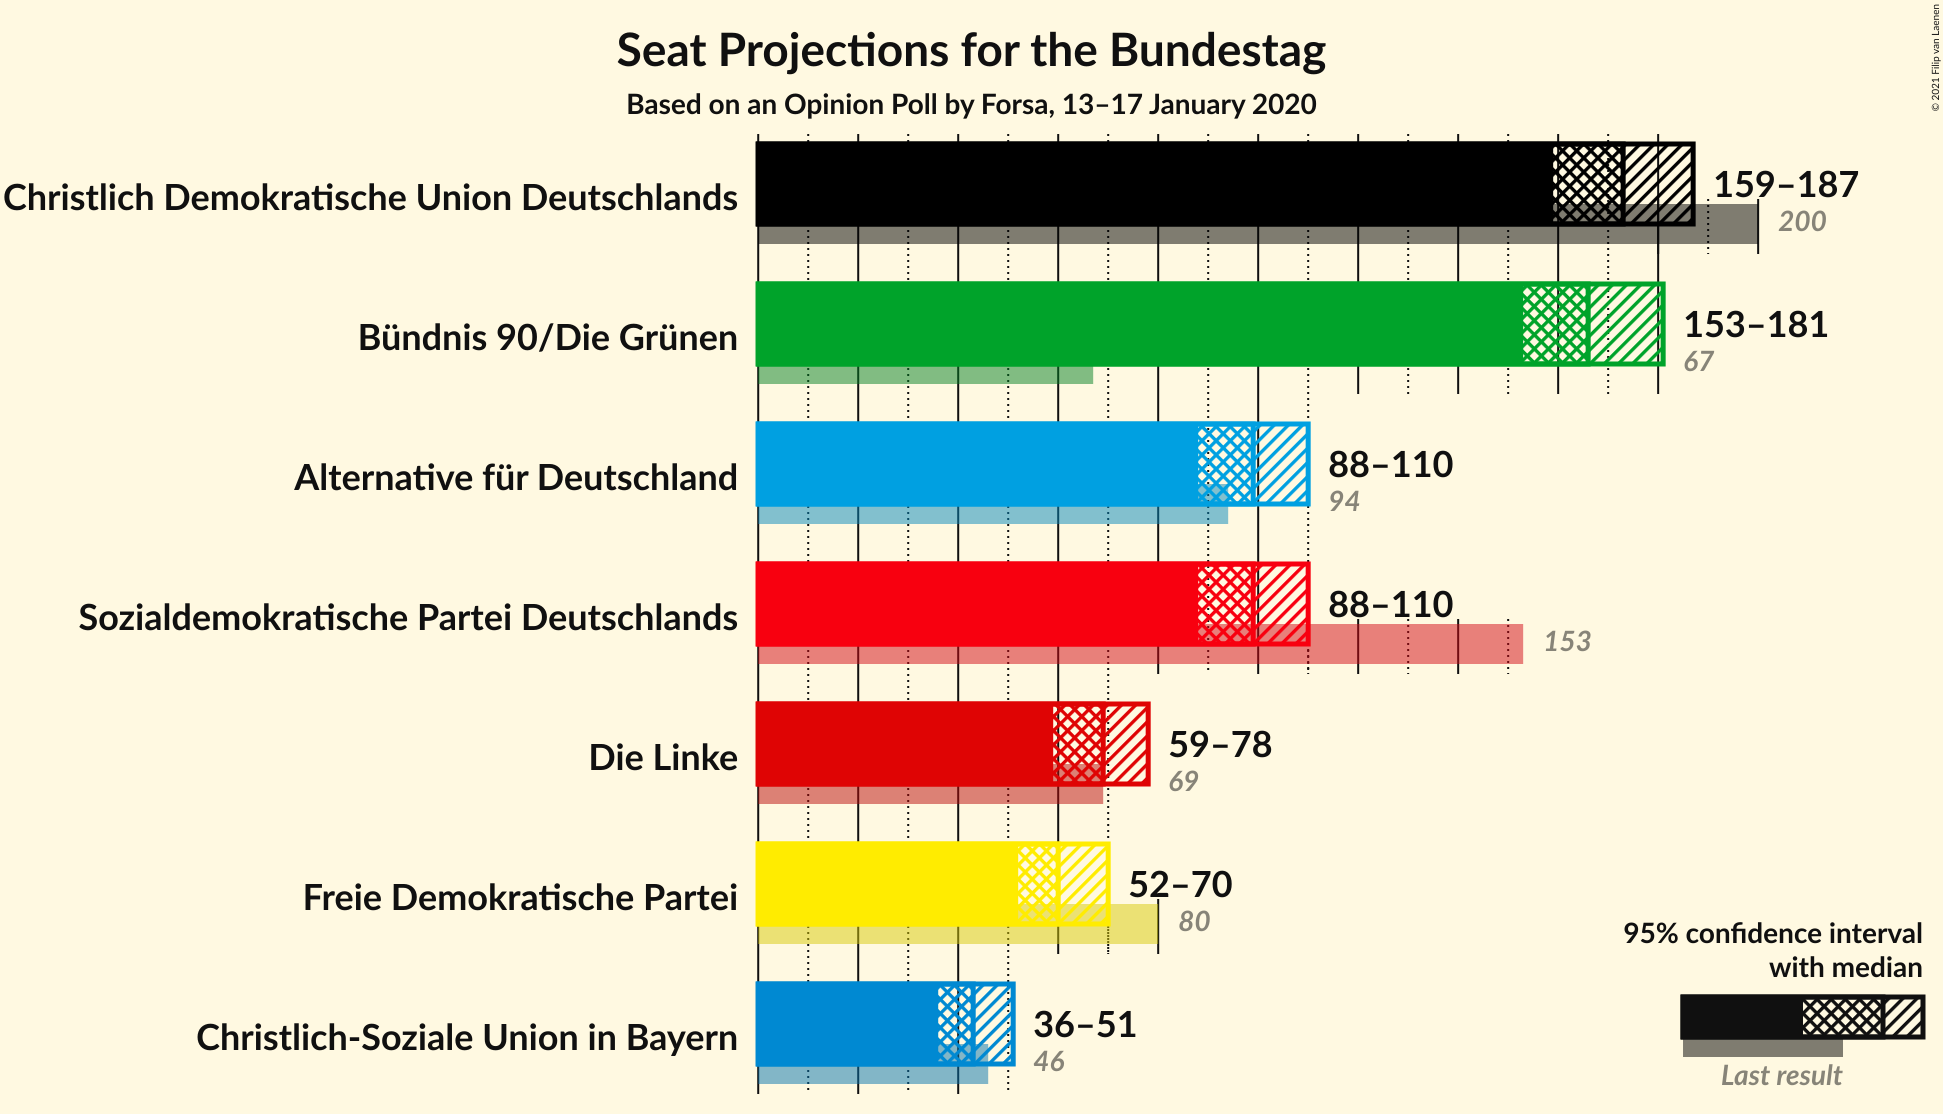 Seat Projections for the Bundestag
Based on an Opinion Poll by Forsa, 13–17 January 2020
© 2021 Filip van Laenen
Christlich Demokratische Union Deutschlands
159–187
200
Bündnis 90/Die Grünen
153–181
67
Alternative für Deutschland
88–110
94
Sozialdemokratische Partei Deutschlands
88–110
153
Die Linke
59–78
69
Freie Demokratische Partei
52–70
80
Christlich-Soziale Union in Bayern
36–51
46
95% confidence interval
with median
Last result